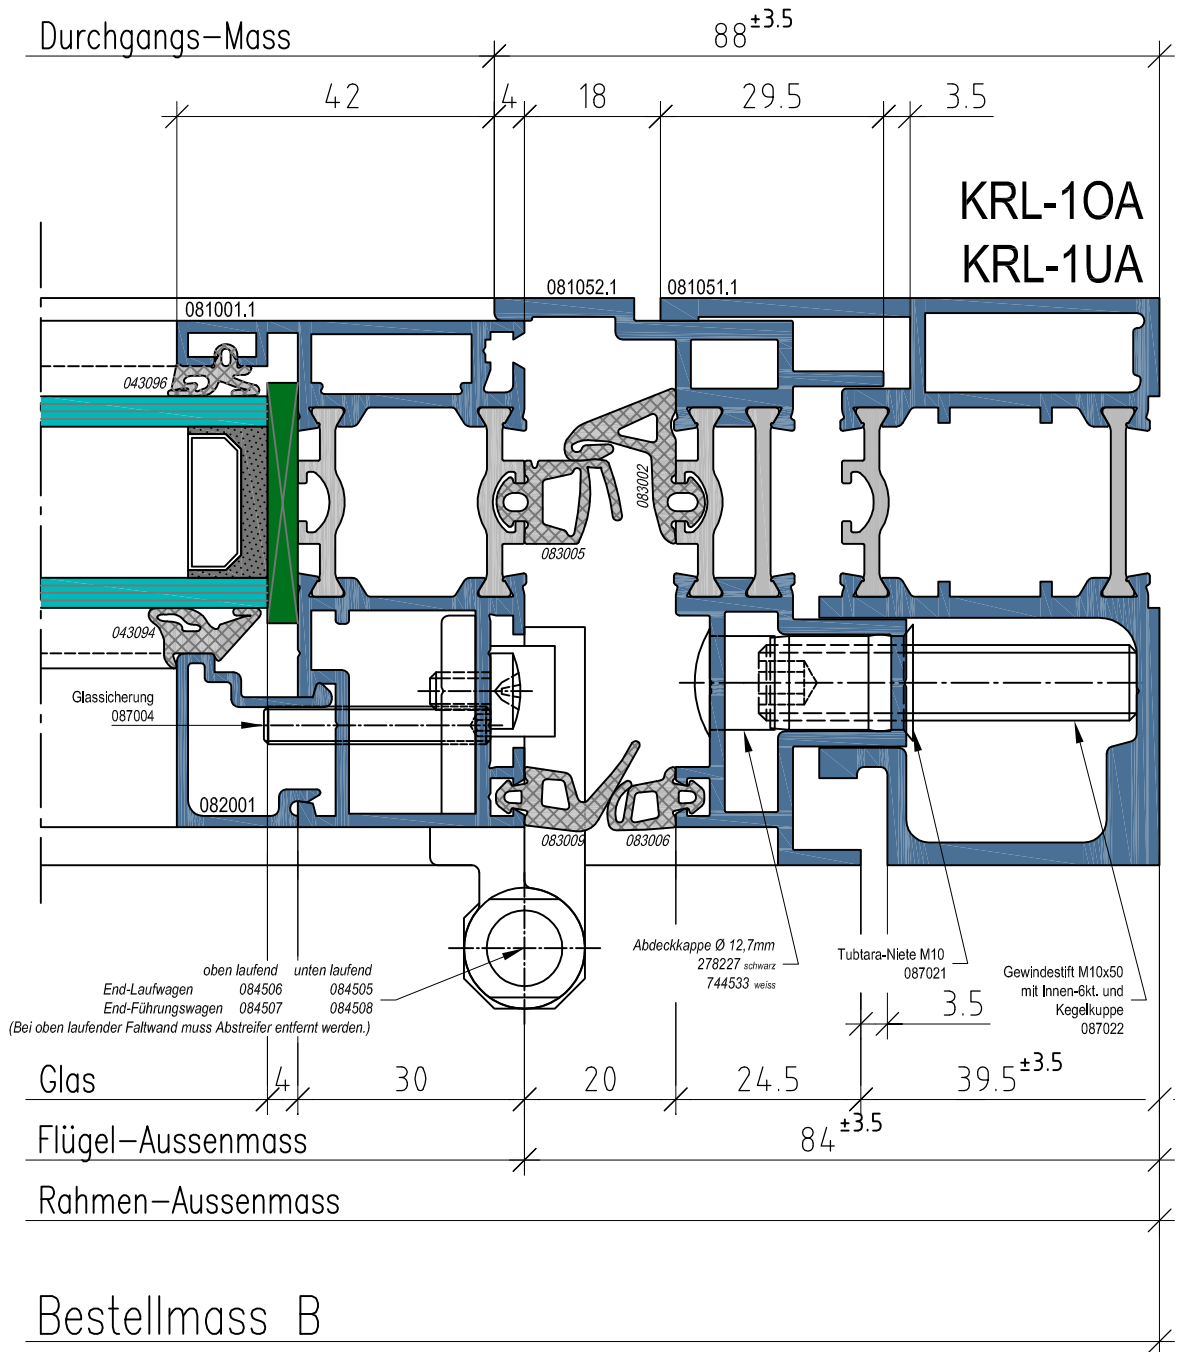 Durchgangs-Mass 88±3.5
42 4 18 29.5 3.5
KRL-1OA
KRL-1UA
081052.1 081051.1
081001.1
043096
083002
083005
043094
Glassicherung
087004
082001
083009 083006
Abdeckkappe Ø 12,7mm
278227 schwarz
744533 weiss
Tubtara-Niete M10
087021
Gewindestift M10x50
mit Innen-6kt. und
Kegelkuppe
087022
oben laufend unten laufend
End-Laufwagen 084506 084505
End-Führungswagen 084507 084508
(Bei oben laufender Faltwand muss Abstreifer entfernt werden.)
3.5
Glas 4 30 20 24.5 39.5±3.5
Flügel-Aussenmass 84±3.5
Rahmen-Aussenmass
Bestellmass B